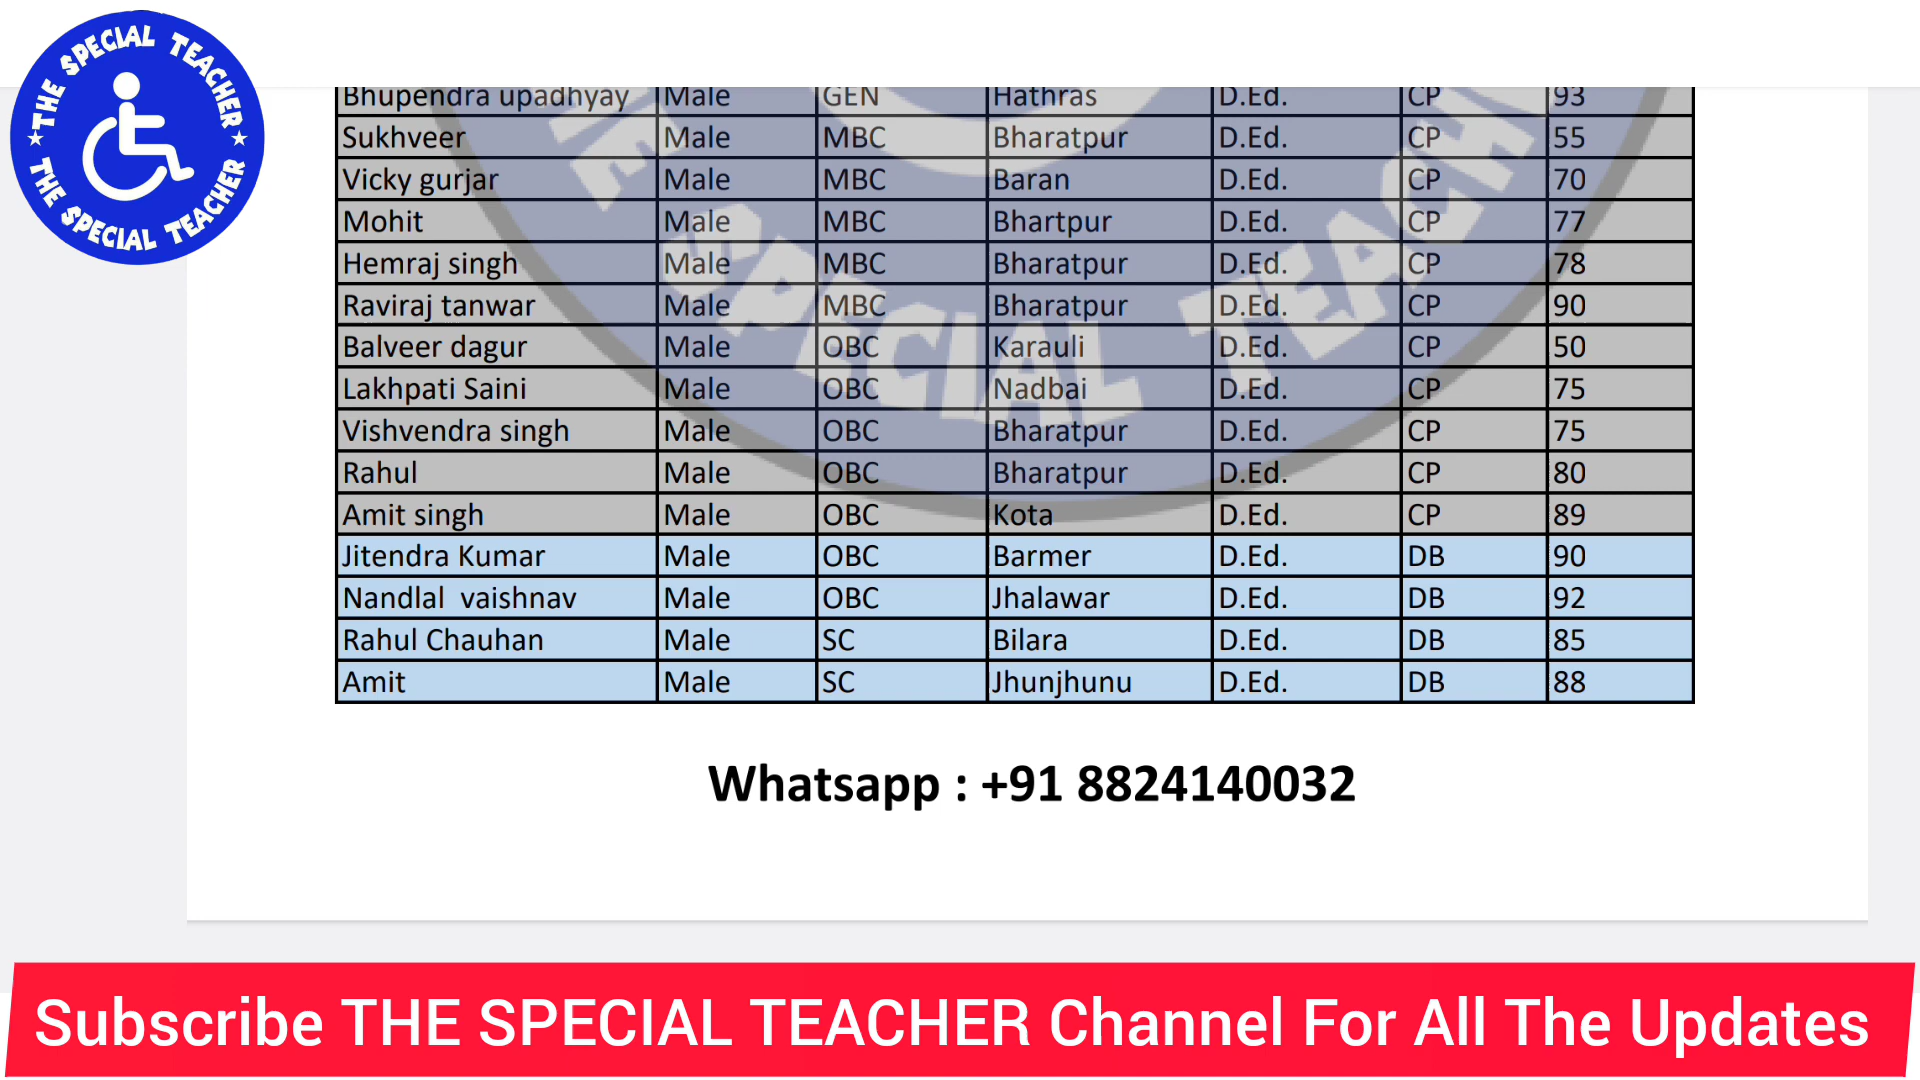 THE SPECIAL TEACHER
THE SPECIAL TEACHER
Bhupendra upadhyay Male GEN Hathras D.Ed. CP 93
Sukhveer Male MBC Bharatpur D.Ed. CP 55
Vicky gurjar Male MBC Baran D.Ed. CP 70
Mohit Male MBC Bhartpur D.Ed. CP 77
Hemraj singh Male MBC Bharatpur D.Ed. CP 78
Raviraj tanwar Male MBC Bharatpur D.Ed. CP 90
Balveer dagur Male OBC Karauli D.Ed. CP 50
Lakhpati Saini Male OBC Nadbai D.Ed. CP 75
Vishvendra singh Male OBC Bharatpur D.Ed. CP 75
Rahul Male OBC Bharatpur D.Ed. CP 80
Amit singh Male OBC Kota D.Ed. CP 89
Jitendra Kumar Male OBC Barmer D.Ed. DB 90
Nandlal vaishnav Male OBC Jhalawar D.Ed. DB 92
Rahul Chauhan Male SC Bilara D.Ed. DB 85
Amit Male SC Jhunjhunu D.Ed. DB 88
SPECIAL TEACH
Whatsapp : +91 8824140032
Subscribe THE SPECIAL TEACHER Channel For All The Updates